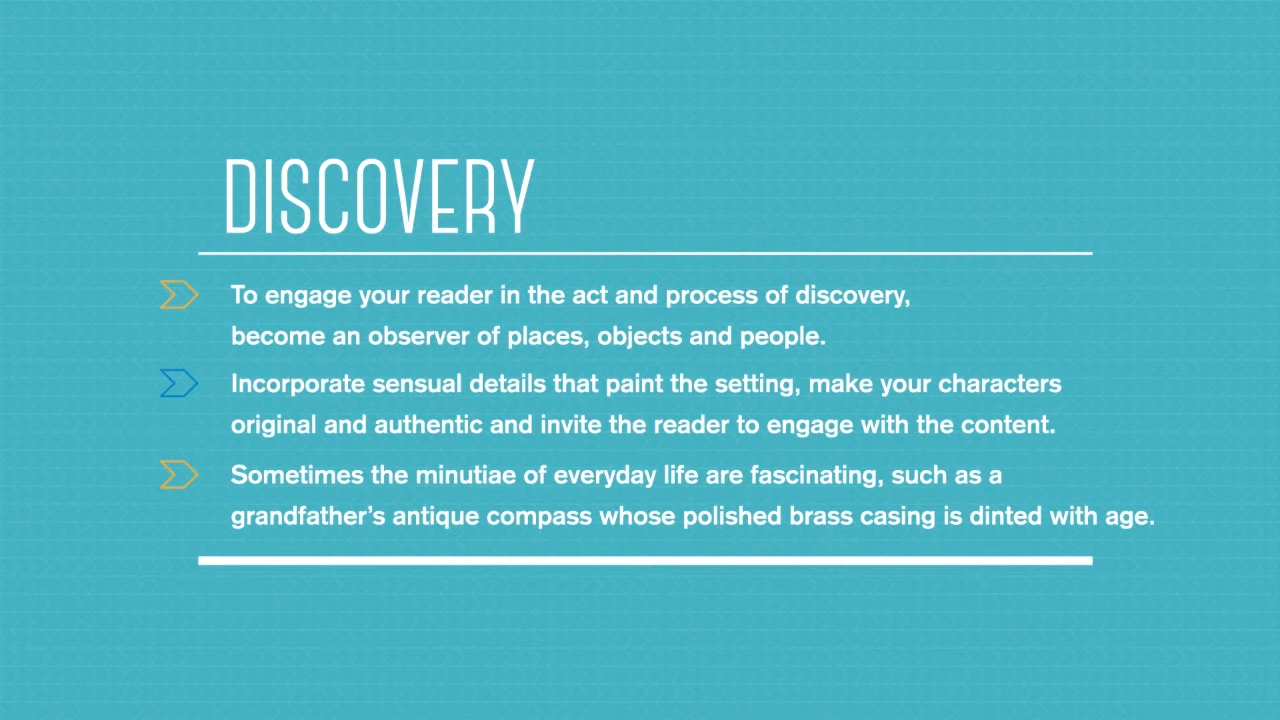 DISCOVERY
To engage your reader in the act and process of discovery,
become an observer of places, objects and people.
Incorporate sensual details that paint the setting, make your characters
original and authentic and invite the reader to engage with the content.
Sometimes the minutiae of everyday life are fascinating, such as a
grandfather’s antique compass whose polished brass casing is dinted with age.